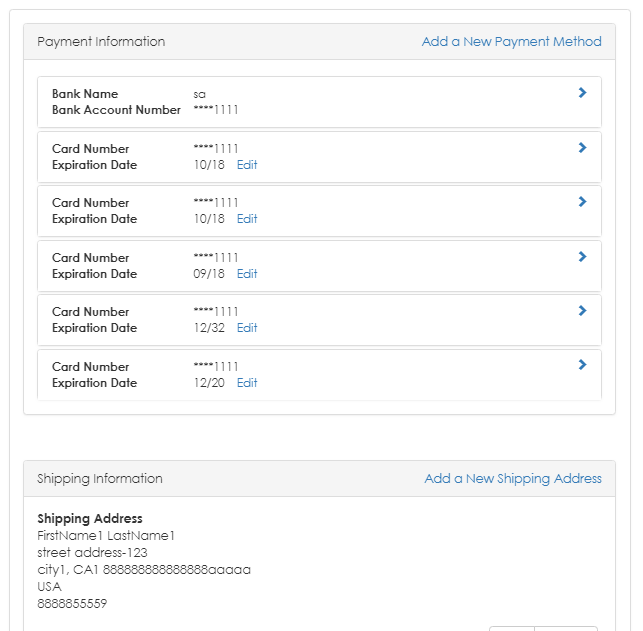 Payment Information Add a New Payment Method
Bank Name sa
Bank Account Number ****1111
Card Number ****1111
Expiration Date 10/18 Edit
Card Number ****1111
Expiration Date 10/18 Edit
Card Number ****1111
Expiration Date 09/18 Edit
Card Number ****1111
Expiration Date 12/32 Edit
Card Number ****1111
Expiration Date 12/20 Edit
Shipping Information Add a New Shipping Address
Shipping Address
FirstName1 LastName1
street address-123
city1, CA1 888888888888888aaaaa
USA
8888855559